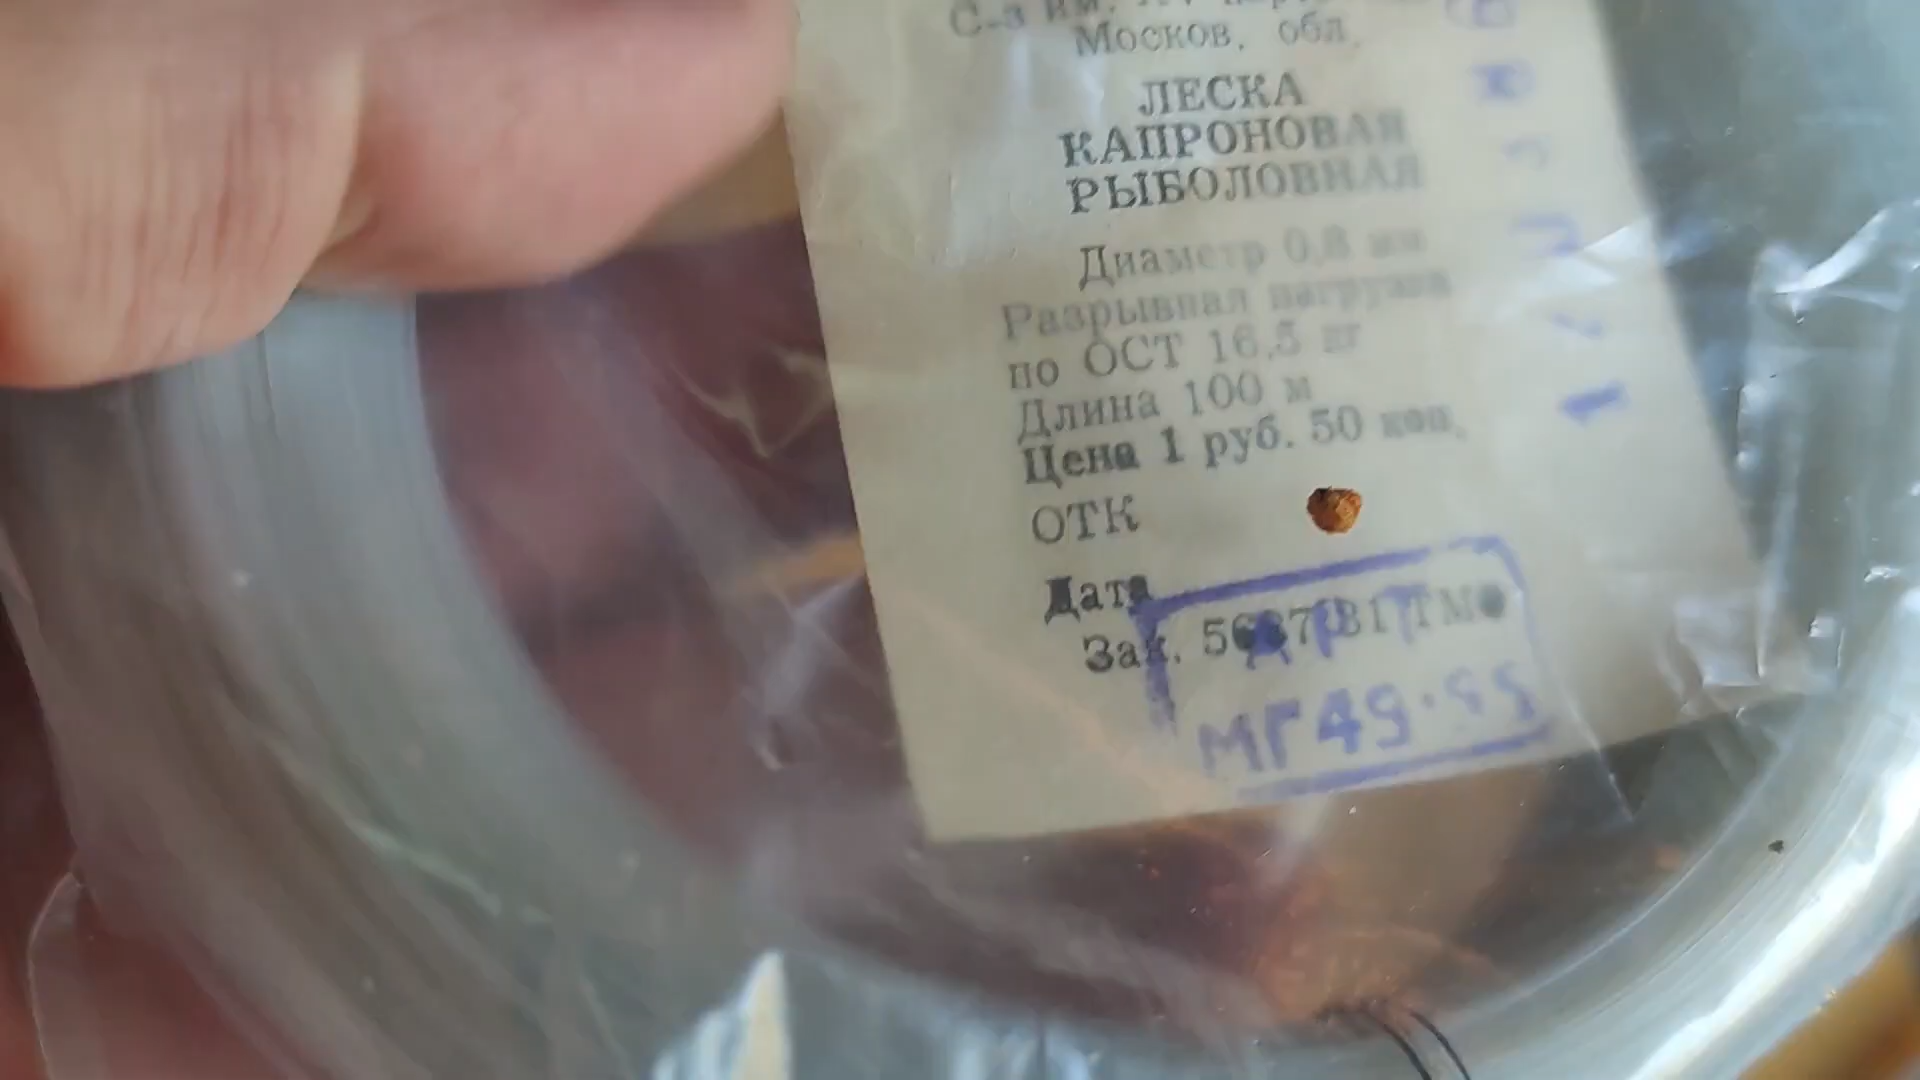 Москов. обл.
ЛЕСКА
КАПРОНОВАЯ
РЫБОЛОВНАЯ
Диаметр 0,8 мм
Разрывная нагрузка
по ОСТ 16,5 кг
Длина 100 м
Цена 1 руб. 50 коп.
ОТК
Дата
Зак.
АРТ
МГ49